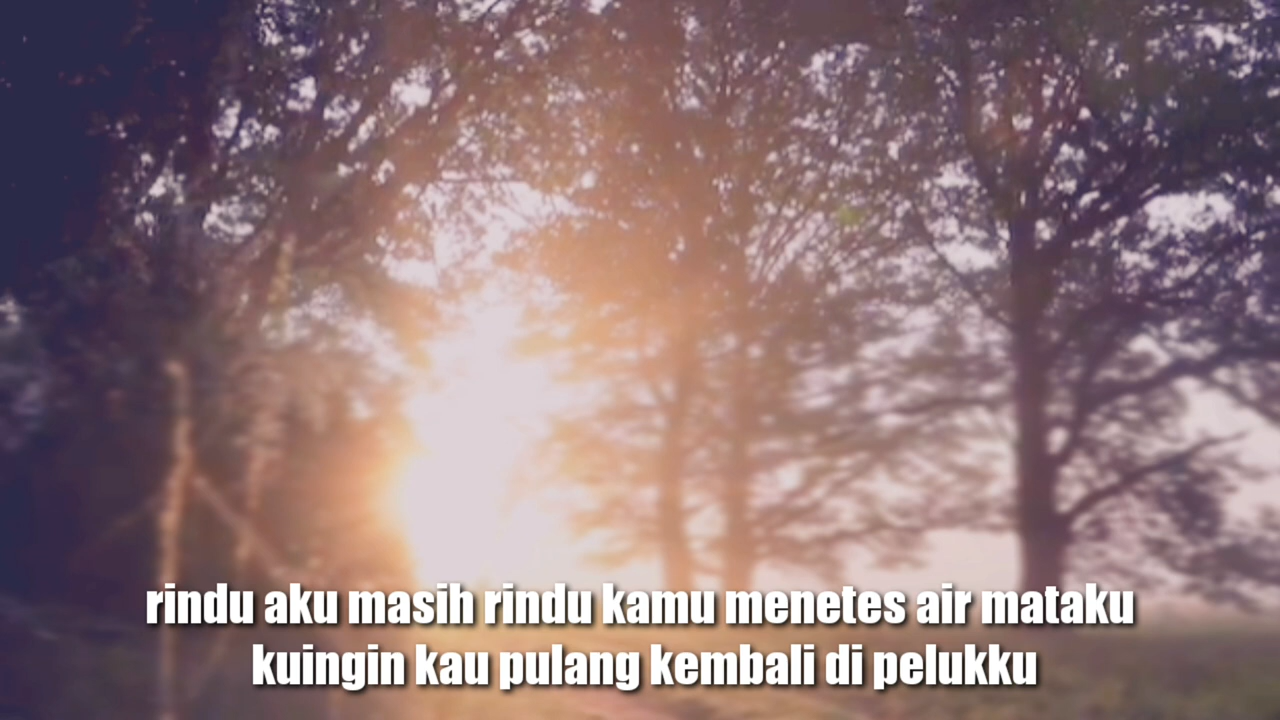 rindu aku masih rindu kamu menetes air mataku
kuingin kau pulang kembali di pelukku